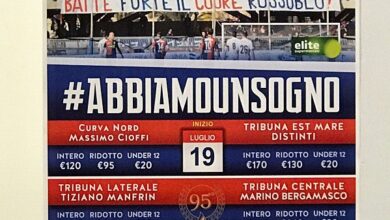 BATTE FORTE IL CUORE ROSSOBLÙ!
elite
supermercati
#ABBIAMOUNSOGNO
CURVA NORD
MASSIMO CIOFFI
INIZIO
LUGLIO
19
TRIBUNA EST MARE
DISTINTI
INTERO RIDOTTO UNDER 12
€120 €95 €20
INTERO RIDOTTO UNDER 12
€170 €130 €20
TRIBUNA LATERALE
TIZIANO MANFRIN
95
TRIBUNA CENTRALE
MARINO BERGAMASCO
INTERO RIDOTTO UNDER 12
INTERO RIDOTTO UNDER 12